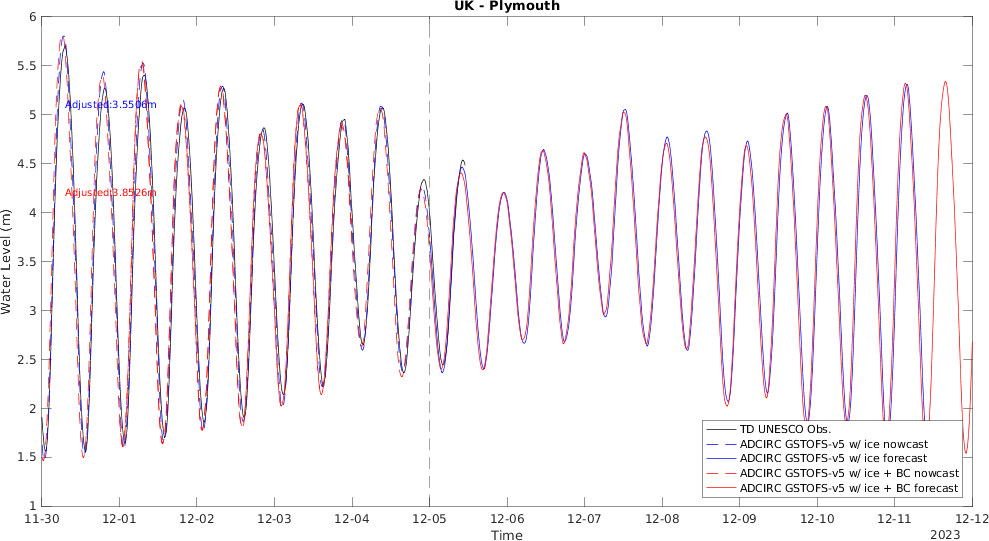 UK - Plymouth
6
5.5
5
4.5
4
3.5
3
2.5
2
1.5
1
Water Level (m)
Adjusted:3.5506m
Adjusted:3.8526m
TD UNESCO Obs.
ADCIRC GSTOFS-v5 w/ ice nowcast
ADCIRC GSTOFS-v5 w/ ice forecast
ADCIRC GSTOFS-v5 w/ ice + BC nowcast
ADCIRC GSTOFS-v5 w/ ice + BC forecast
11-30 12-01 12-02 12-03 12-04 12-05 12-06 12-07 12-08 12-09 12-10 12-11 12-12
Time
2023